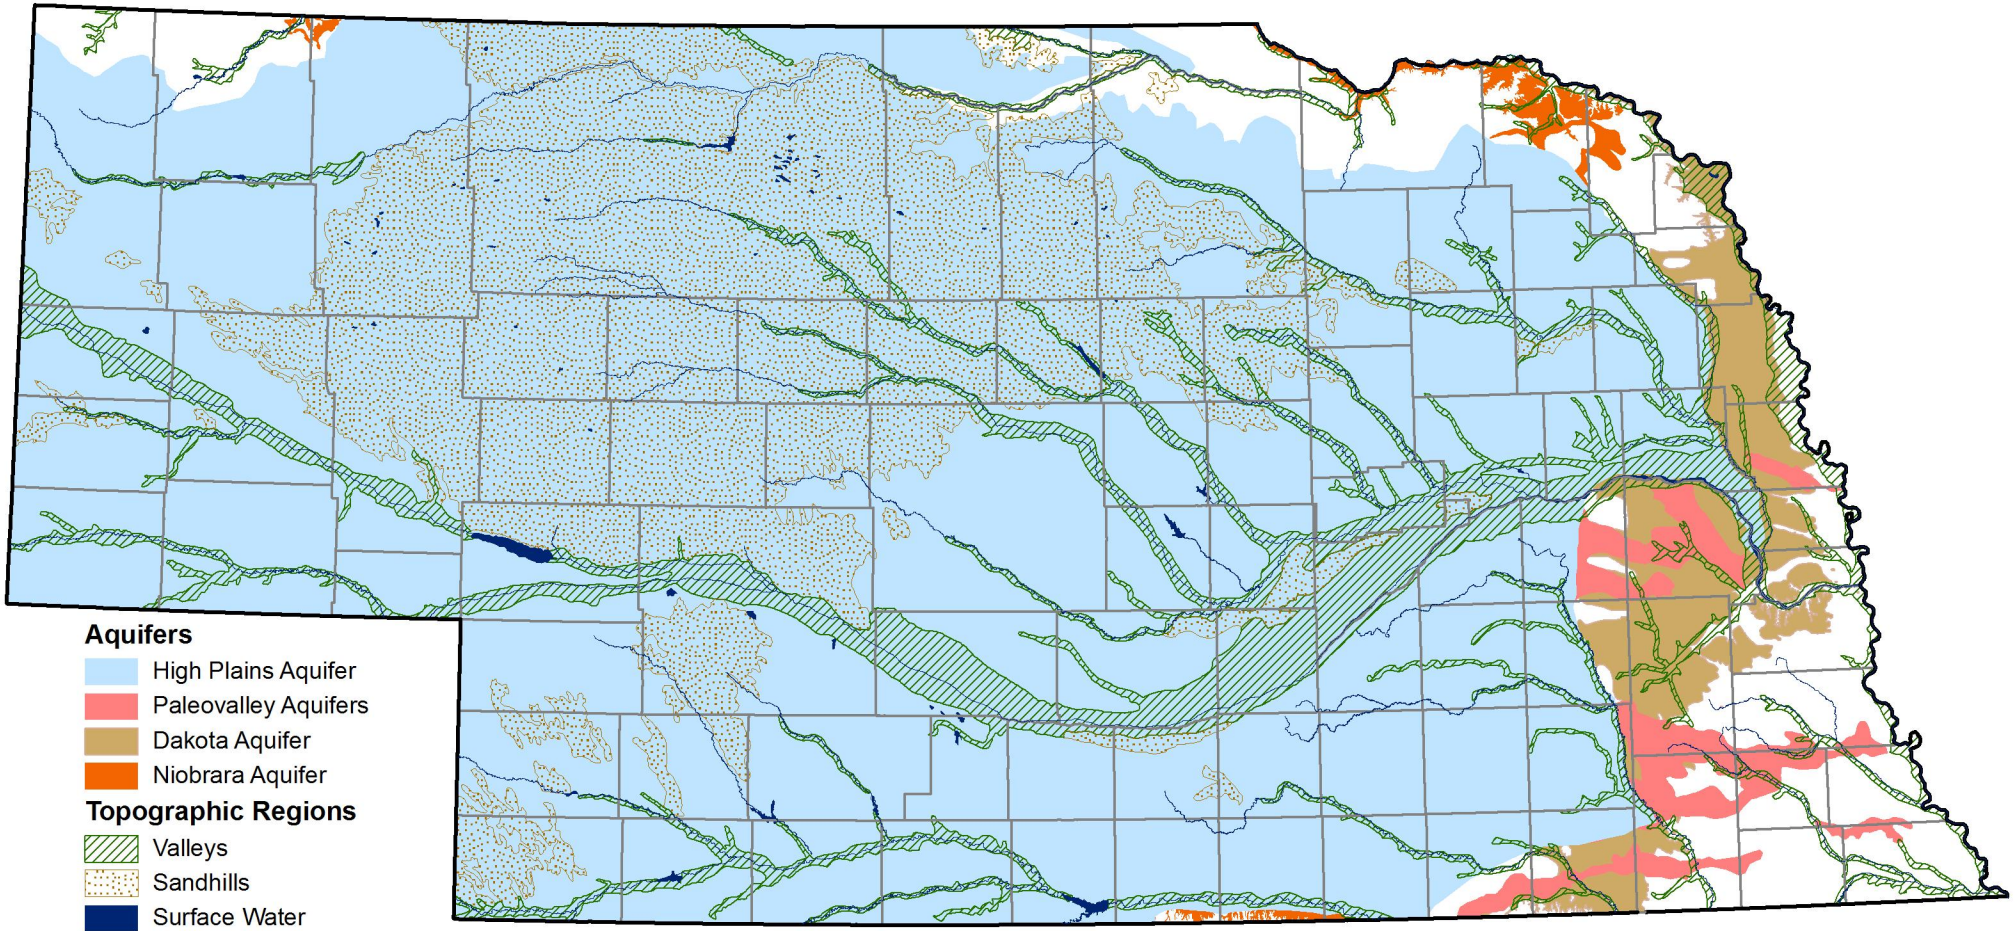 Aquifers
High Plains Aquifer
Paleovalley Aquifers
Dakota Aquifer
Niobrara Aquifer
Topographic Regions
Valleys
Sandhills
Surface Water